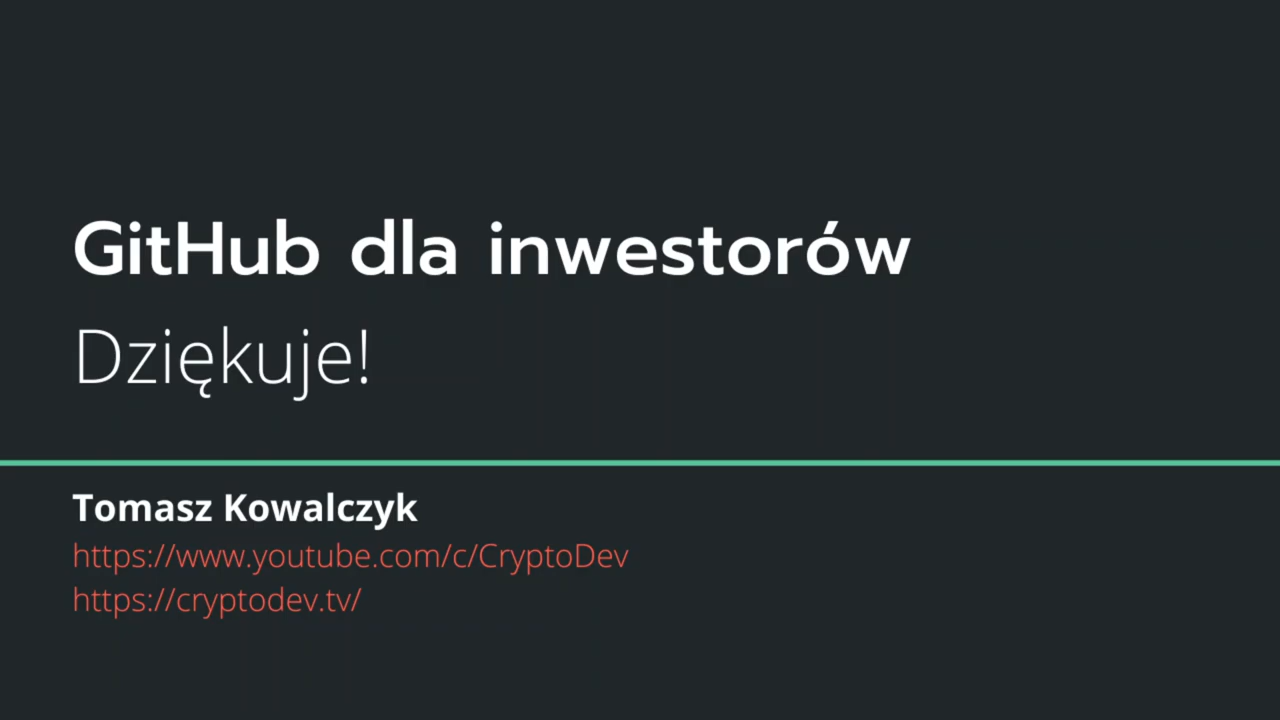 GitHub dla inwestorów
Dziękuje!
Tomasz Kowalczyk
https://www.youtube.com/c/CryptoDev
https://cryptodev.tv/